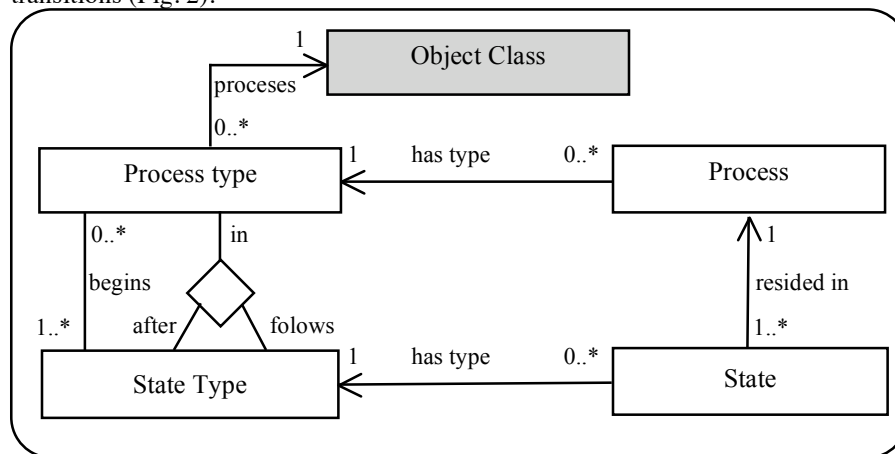 transitions (Fig. 2).
1
Object Class
proceses
0..*
Process type
1
has type
0..*
Process
0..*
in
1
begins
resided in
1..*
after
folows
1..*
State Type
1
has type
0..*
State